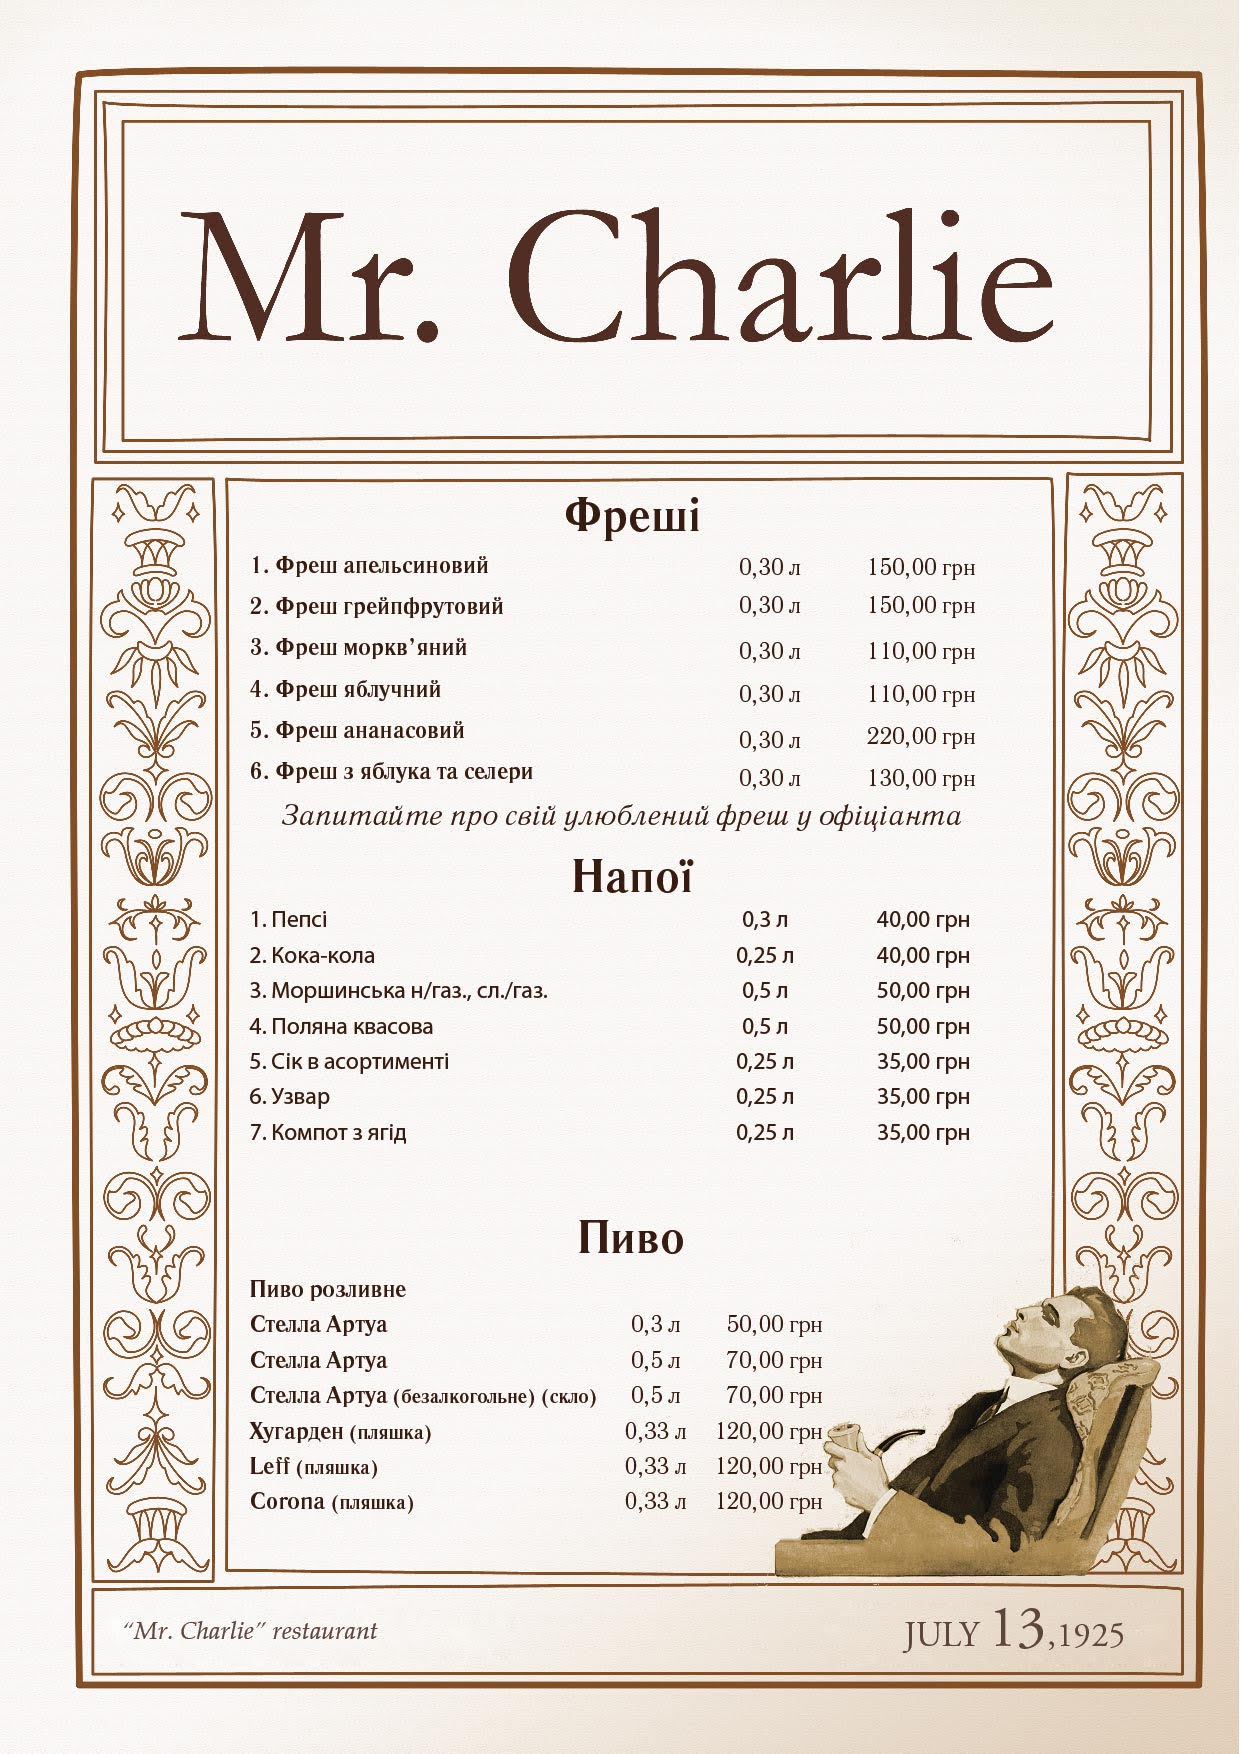 Mr. Charlie
Фреші
1. Фреш апельсиновий 0,30 л 150,00 грн
2. Фреш грейпфрутовий 0,30 л 150,00 грн
3. Фреш моркв’яний 0,30 л 110,00 грн
4. Фреш яблучний 0,30 л 110,00 грн
5. Фреш ананасовий 0,30 л 220,00 грн
6. Фреш з яблука та селери 0,30 л 130,00 грн
Запитайте про свій улюблений фреш у офіціанта
Напої
1. Пепсі 0,3 л 40,00 грн
2. Кока-кола 0,25 л 40,00 грн
3. Моршинська н/газ., сл./газ. 0,5 л 50,00 грн
4. Поляна квасова 0,5 л 50,00 грн
5. Сік в асортименті 0,25 л 35,00 грн
6. Узвар 0,25 л 35,00 грн
7. Компот з ягід 0,25 л 35,00 грн
Пиво
Пиво розливне
Стелла Артуа 0,3 л 50,00 грн
Стелла Артуа 0,5 л 70,00 грн
Стелла Артуа (безалкогольне) (скло) 0,5 л 70,00 грн
Хугарден (пляшка) 0,33 л 120,00 грн
Leff (пляшка) 0,33 л 120,00 грн
Corona (пляшка) 0,33 л 120,00 грн
“Mr. Charlie” restaurant JULY 13,1925